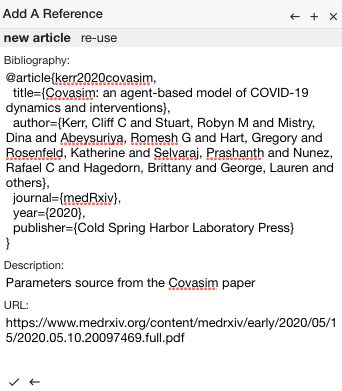 Add A Reference
new article re-use
Bibliography:
@article{kerr2020covasim,
title={Covasim: an agent-based model of COVID-19
dynamics and interventions},
author={Kerr, Cliff C and Stuart, Robyn M and Mistry,
Dina and Abeysuriya, Romesh G and Hart, Gregory and
Rosenfeld, Katherine and Selvaraj, Prashanth and Nunez,
Rafael C and Hagedorn, Brittany and George, Lauren and
others},
journal={medRxiv},
year={2020},
publisher={Cold Spring Harbor Laboratory Press}
}
Description:
Parameters source from the Covasim paper
URL:
https://www.medrxiv.org/content/medrxiv/early/2020/05/1
5/2020.05.10.20097469.full.pdf